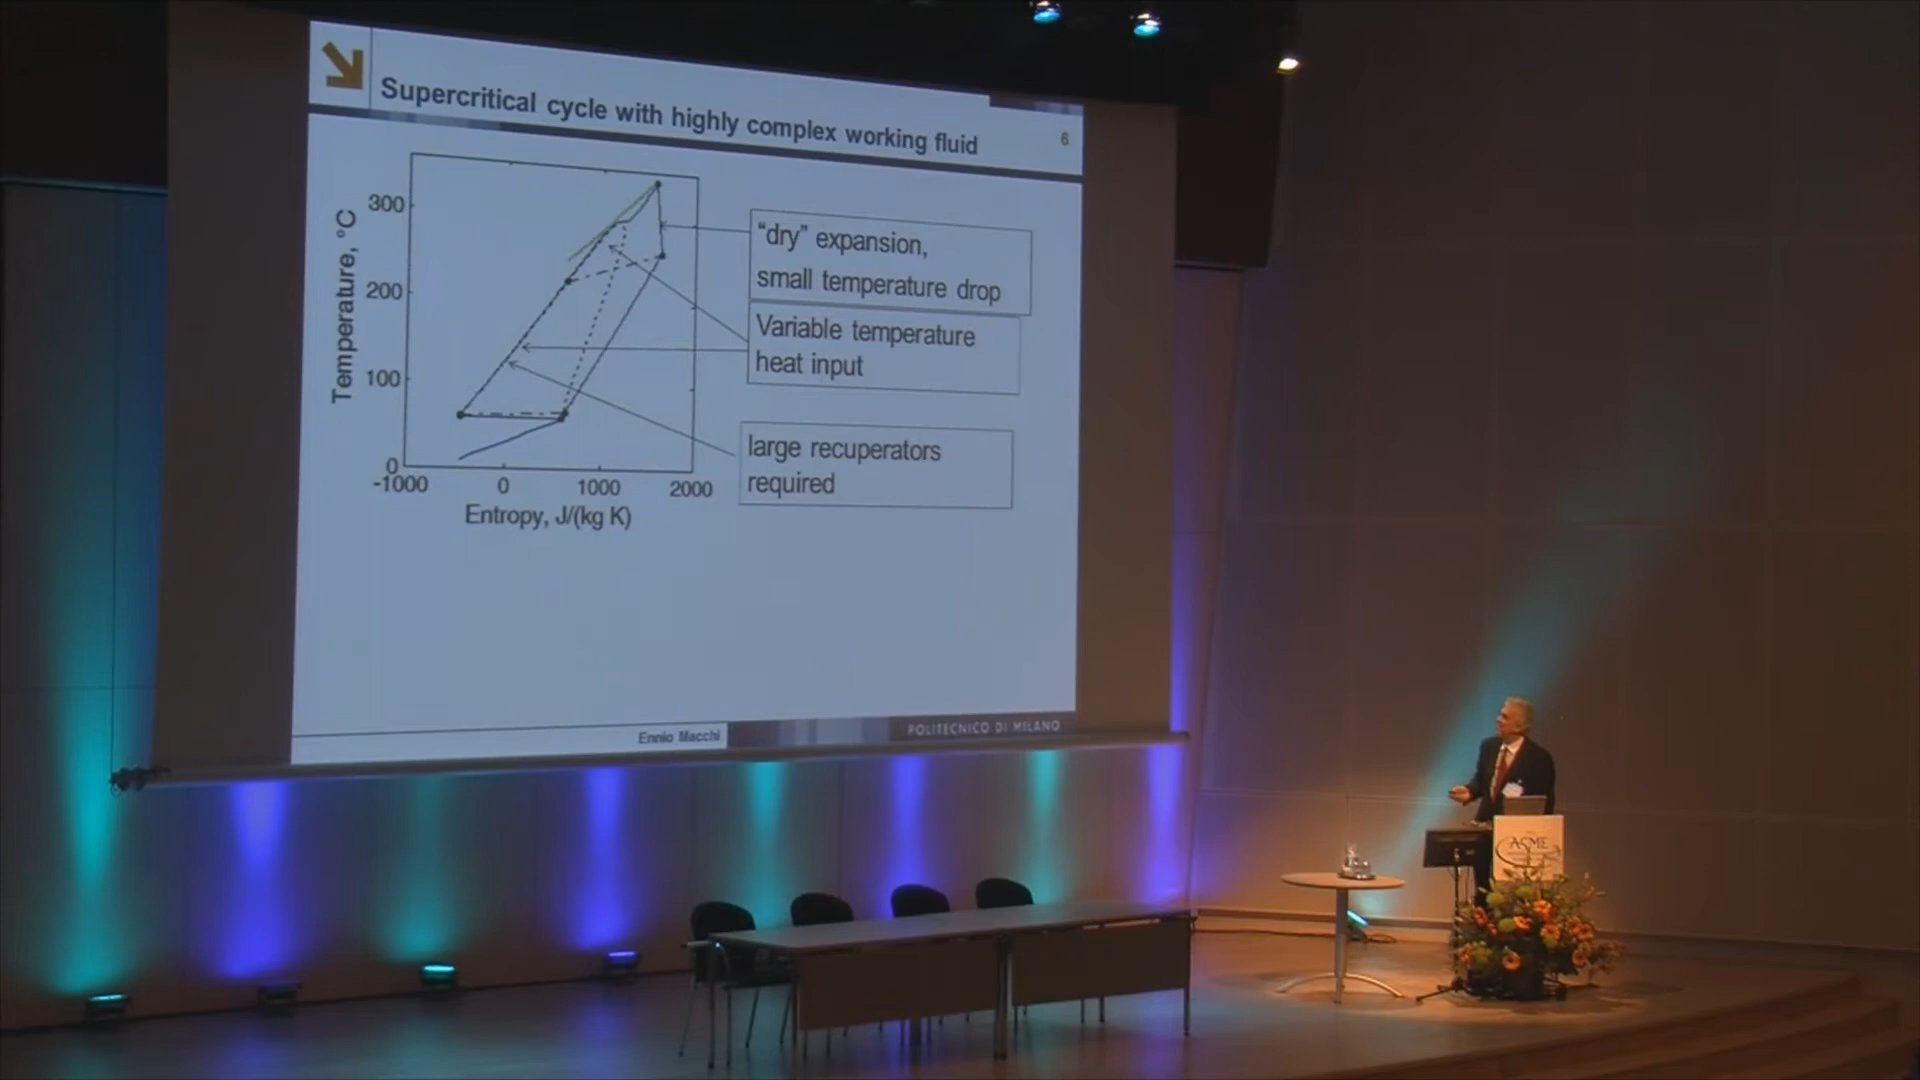 Supercritical cycle with highly complex working fluid
6
Temperature, °C
300
200
100
0
-1000
0
1000
2000
Entropy, J/(kg K)
“dry” expansion,
small temperature drop
Variable temperature
heat input
large recuperators
required
Ennio Macchi
POLITECNICO DI MILANO
ASME